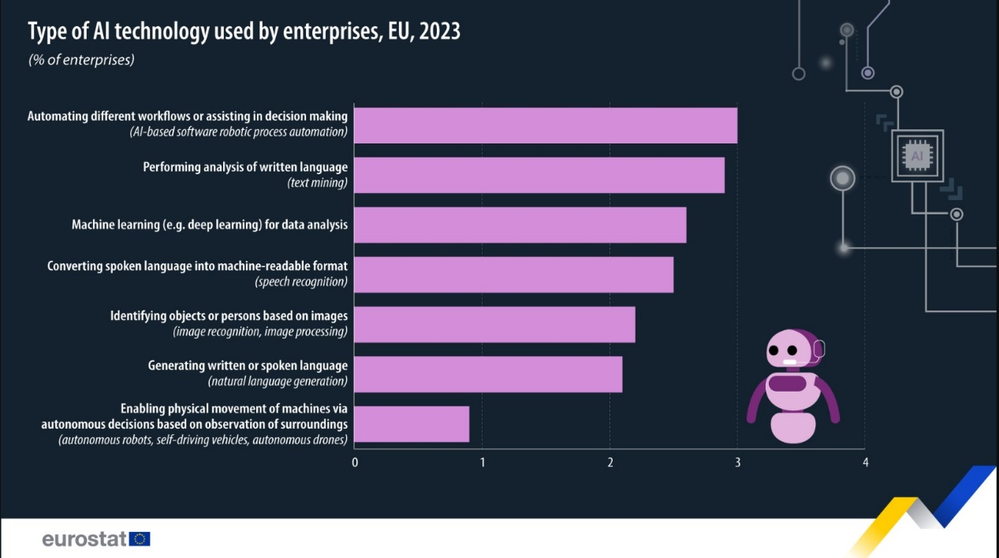 Type of AI technology used by enterprises, EU, 2023
(% of enterprises)
Automating different workflows or assisting in decision making
(AI-based software robotic process automation)
Performing analysis of written language
(text mining)
Machine learning (e.g. deep learning) for data analysis
Converting spoken language into machine-readable format
(speech recognition)
Identifying objects or persons based on images
(image recognition, image processing)
Generating written or spoken language
(natural language generation)
Enabling physical movement of machines via
autonomous decisions based on observation of surroundings
(autonomous robots, self-driving vehicles, autonomous drones)
0 1 2 3 4
AI
eurostat